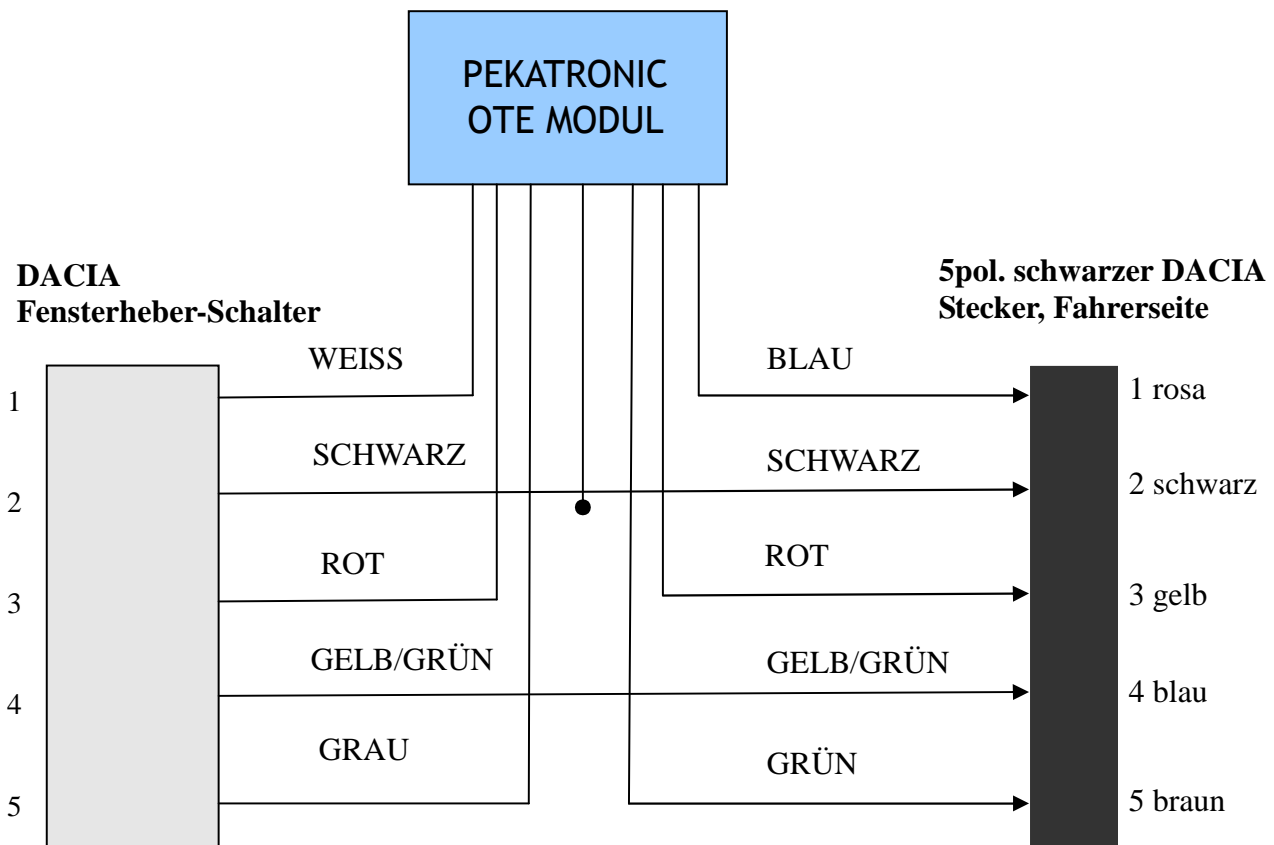 PEKATRONIC
OTE MODUL
DACIA
Fensterheber-Schalter
5pol. schwarzer DACIA
Stecker, Fahrerseite
WEISS
BLAU
1
1 rosa
SCHWARZ
SCHWARZ
2
2 schwarz
ROT
ROT
3
3 gelb
GELB/GRÜN
GELB/GRÜN
4
4 blau
GRAU
GRÜN
5
5 braun